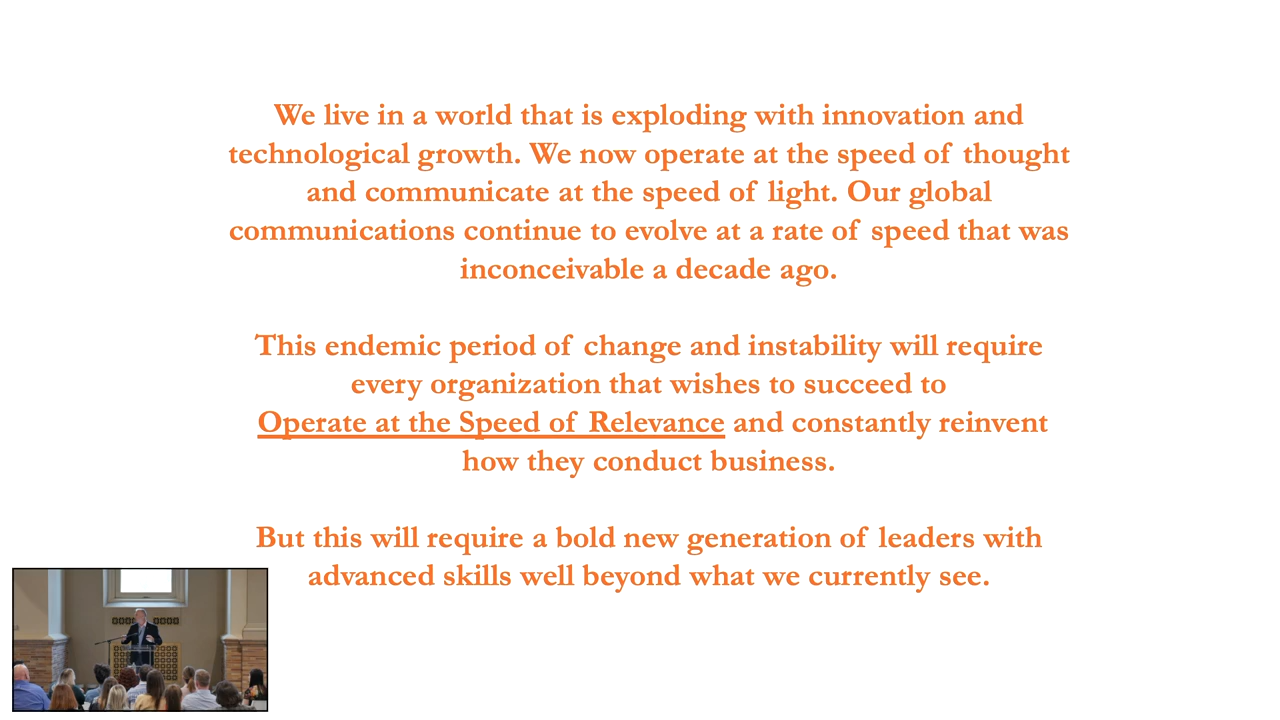 We live in a world that is exploding with innovation and
technological growth. We now operate at the speed of thought
and communicate at the speed of light. Our global
communications continue to evolve at a rate of speed that was
inconceivable a decade ago.
This endemic period of change and instability will require
every organization that wishes to succeed to
Operate at the Speed of Relevance and constantly reinvent
how they conduct business.
But this will require a bold new generation of leaders with
advanced skills well beyond what we currently see.